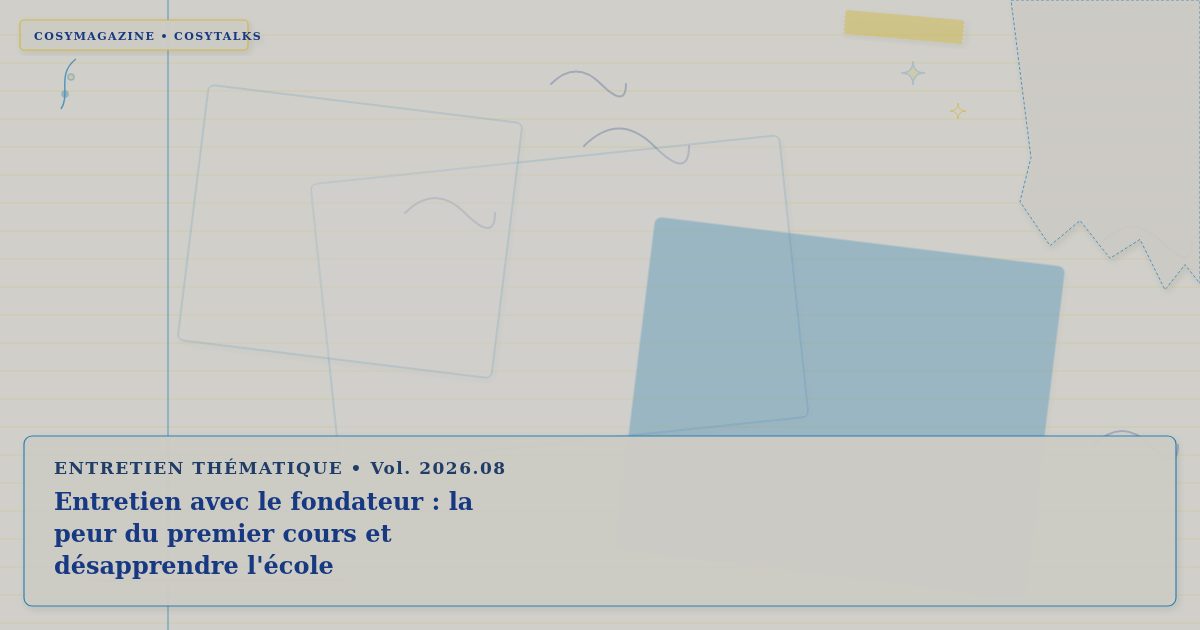 COSYMAGAZINE • COSYTALKS
ENTRETIEN THÉMATIQUE • Vol. 2026.08
Entretien avec le fondateur : la
peur du premier cours et
désapprendre l'école